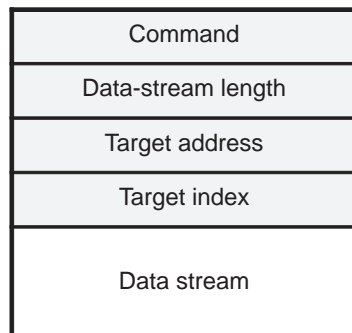 Command
Data-stream length
Target address
Target index
Data stream